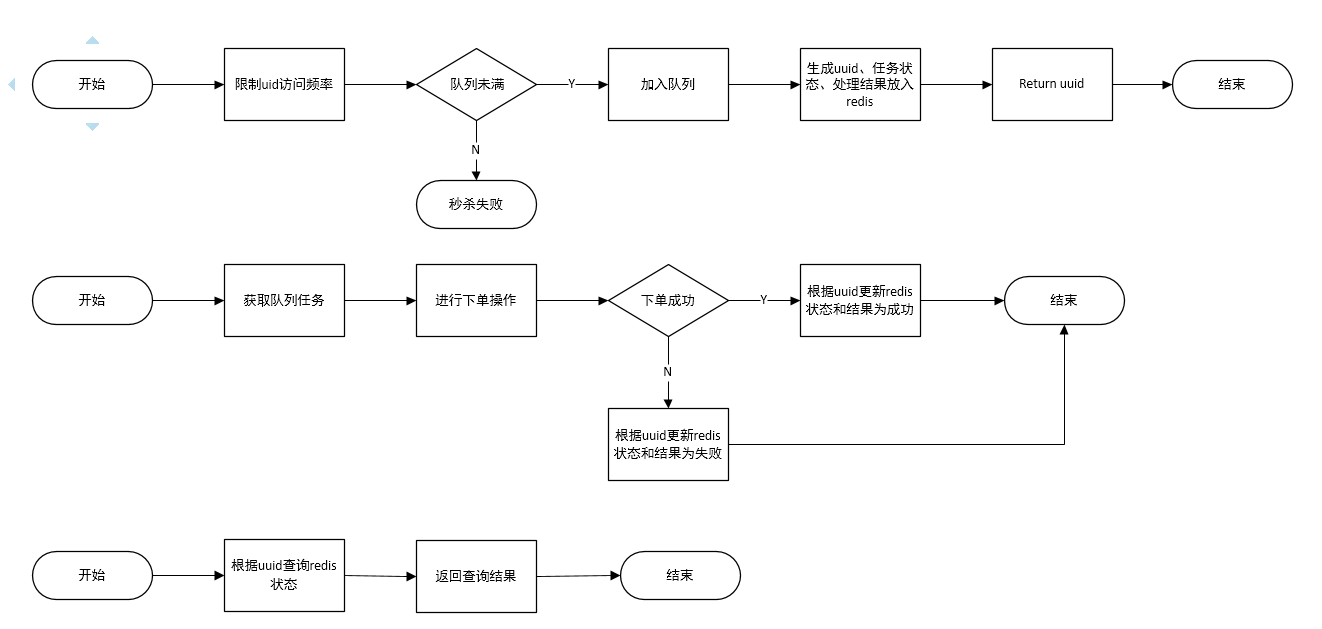 开始
限制uid访问频率
队列未满
Y
加入队列
生成uuid、任务状
态、处理结果放入
redis
Return uuid
结束
N
秒杀失败
开始
获取队列任务
进行下单操作
下单成功
Y
根据uuid更新redis
状态和结果为成功
结束
N
根据uuid更新redis
状态和结果为失败
开始
根据uuid查询redis
状态
返回查询结果
结束